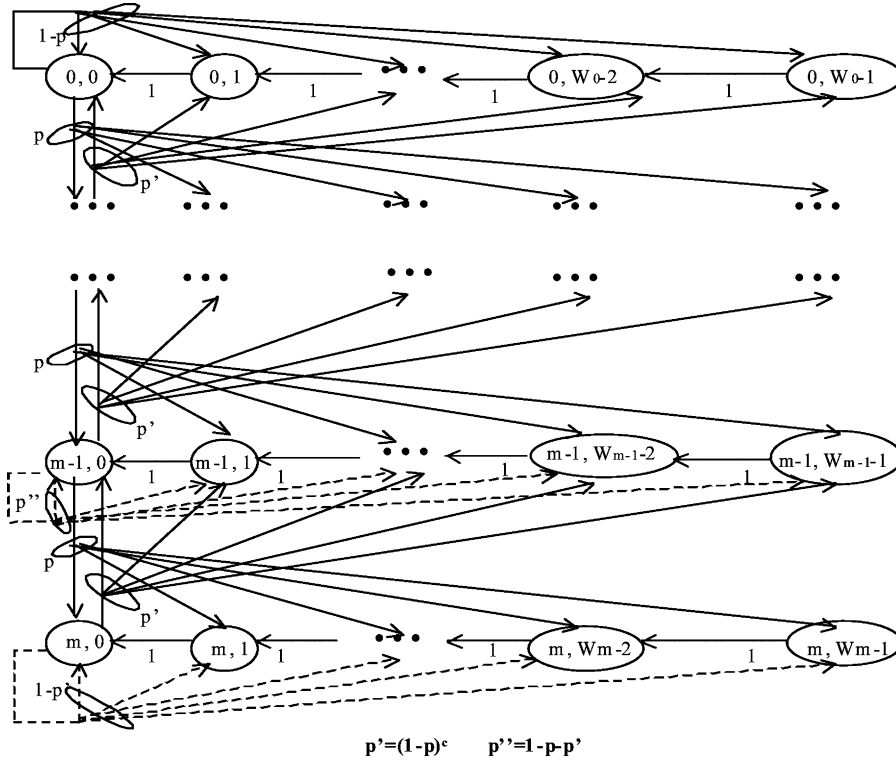 1-p
0, 0
0, 1
0, W0-2
0, W0-1
1
1
1
1
p
p'
p
p'
m-1, 0
m-1, 1
m-1, Wm-1-2
m-1, Wm-1-1
1
1
1
1
p''
p
p'
m, 0
m, 1
m, Wm-2
m, Wm-1
1
1
1
1
1-p'
p'=(1-p)ᶜ p''=1-p-p'